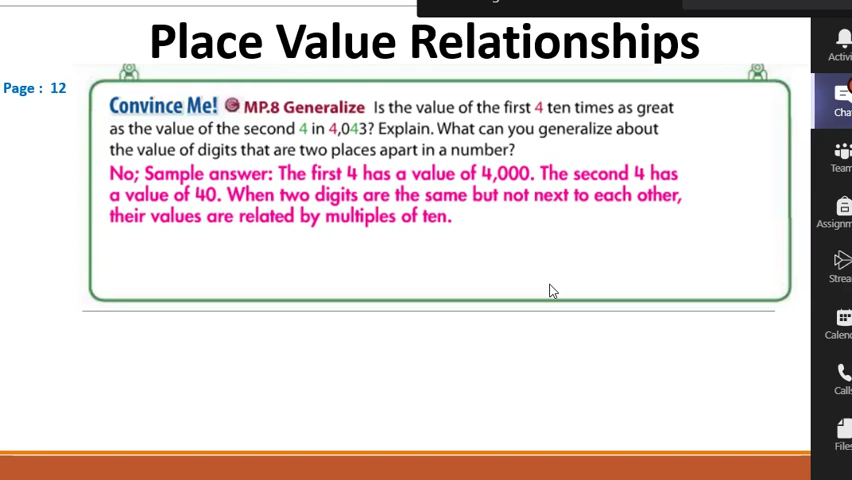 Place Value Relationships
Page : 12
Convince Me! MP.8 Generalize Is the value of the first 4 ten times as great
as the value of the second 4 in 4,043? Explain. What can you generalize about
the value of digits that are two places apart in a number?
No; Sample answer: The first 4 has a value of 4,000. The second 4 has
a value of 40. When two digits are the same but not next to each other,
their values are related by multiples of ten.
Activi
Cha
Team
Assignm
Strea
Calen
Calls
Files